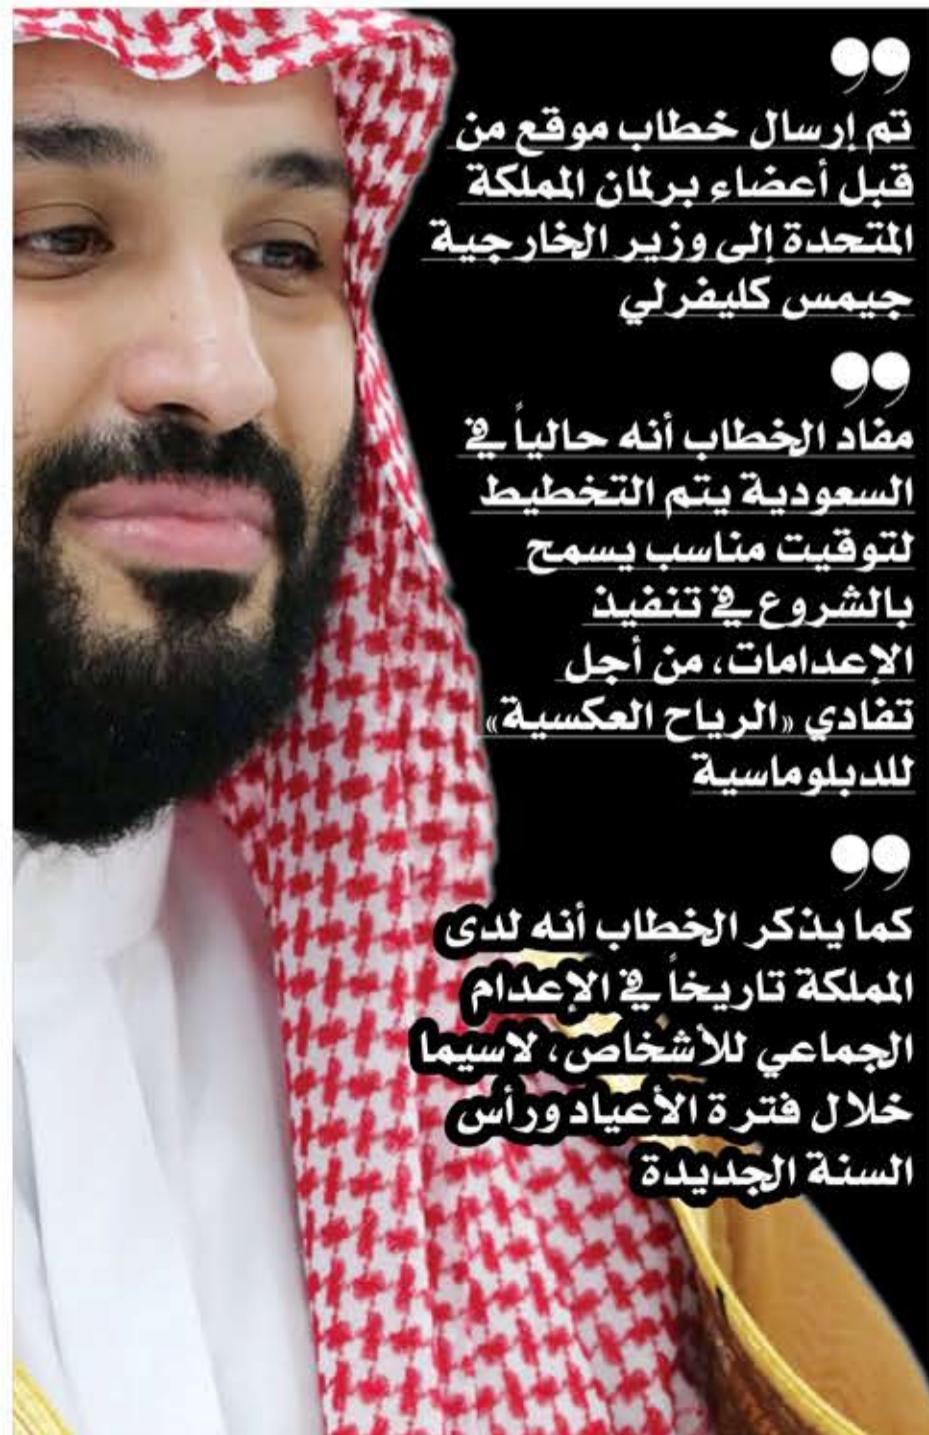 تم إرسال خطاب موقع من
قبل أعضاء برلمان المملكة
المتحدة إلى وزير الخارجية
جيمس كليفرلي
مفاد الخطاب أنه حالياً في
السعودية يتم التخطيط
لتوقيت مناسب يسمح
بالشروع في تنفيذ
الإعدامات، من أجل
تفادي «الرياح العكسية»
للدبلوماسية
كما يذكر الخطاب أنه لدى
المملكة تاريخاً في الإعدام
الجماعي للأشخاص، لاسيما
خلال فترة الأعياد ورأس
السنة الجديدة